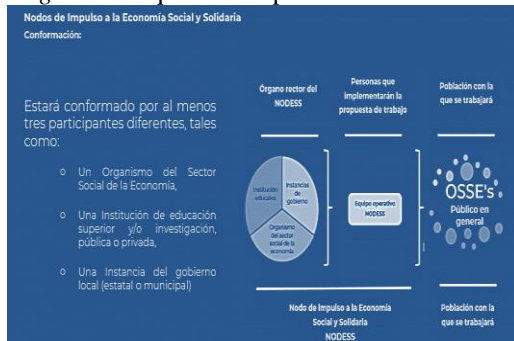 Nodos de Impulso a la Economía Social y Solidaria
Conformación:
Estará conformado por al menos
tres participantes diferentes, tales
como:
Un Organismo del Sector
Social de la Economía,
Una Institución de educación
superior y/o investigación,
pública o privada,
Una Instancia del gobierno
local (estatal o municipal)
Órgano rector del
NODESS
Institución
educativa
Instancias
de
gobierno
Organismo
del sector
social de la
economía
Personas que
implementarán la
propuesta de trabajo
Equipo operativo
NODESS
Población con la
que se trabajará
OSSE's
Público en
general
Nodo de Impulso a la Economía
Social y Solidaria
NODESS
Población con la
que se trabajará